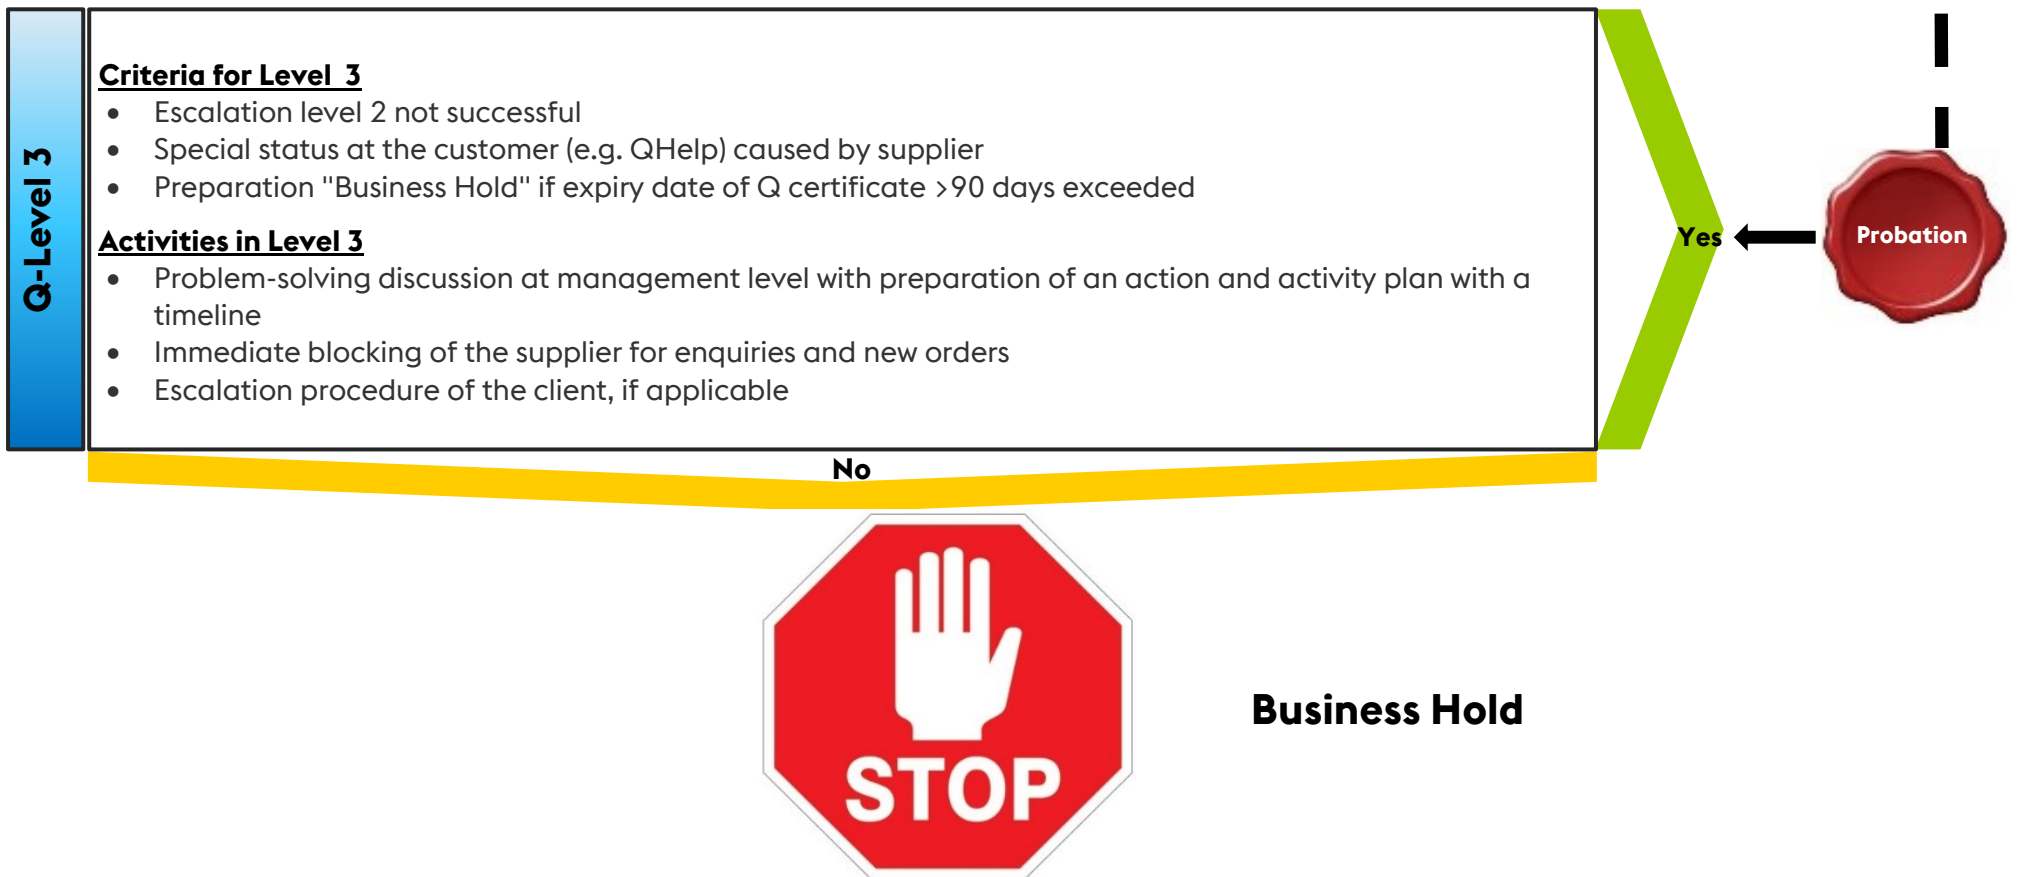 Q-Level 3
Criteria for Level 3
• Escalation level 2 not successful
• Special status at the customer (e.g. QHelp) caused by supplier
• Preparation "Business Hold" if expiry date of Q certificate >90 days exceeded
Activities in Level 3
• Problem-solving discussion at management level with preparation of an action and activity plan with a
timeline
• Immediate blocking of the supplier for enquiries and new orders
• Escalation procedure of the client, if applicable
Yes
Probation
No
STOP
Business Hold